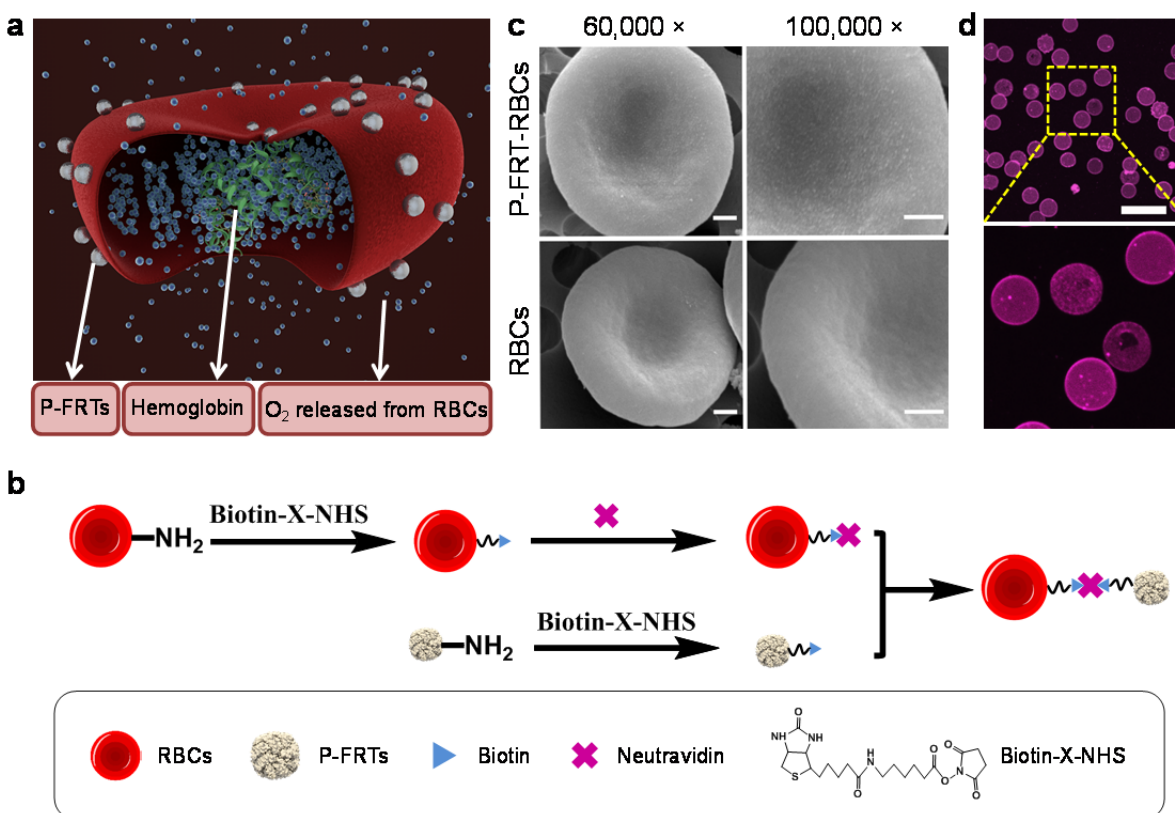 a
P-FRTs
Hemoglobin
O₂ released from RBCs
c
60,000 ×
100,000 ×
P-FRT-RBCs
RBCs
d
b
NH₂
Biotin-X-NHS
NH₂
Biotin-X-NHS
RBCs
P-FRTs
Biotin
Neutravidin
O
HN
NH
S
O
H
N
O
O
N
O
O
Biotin-X-NHS